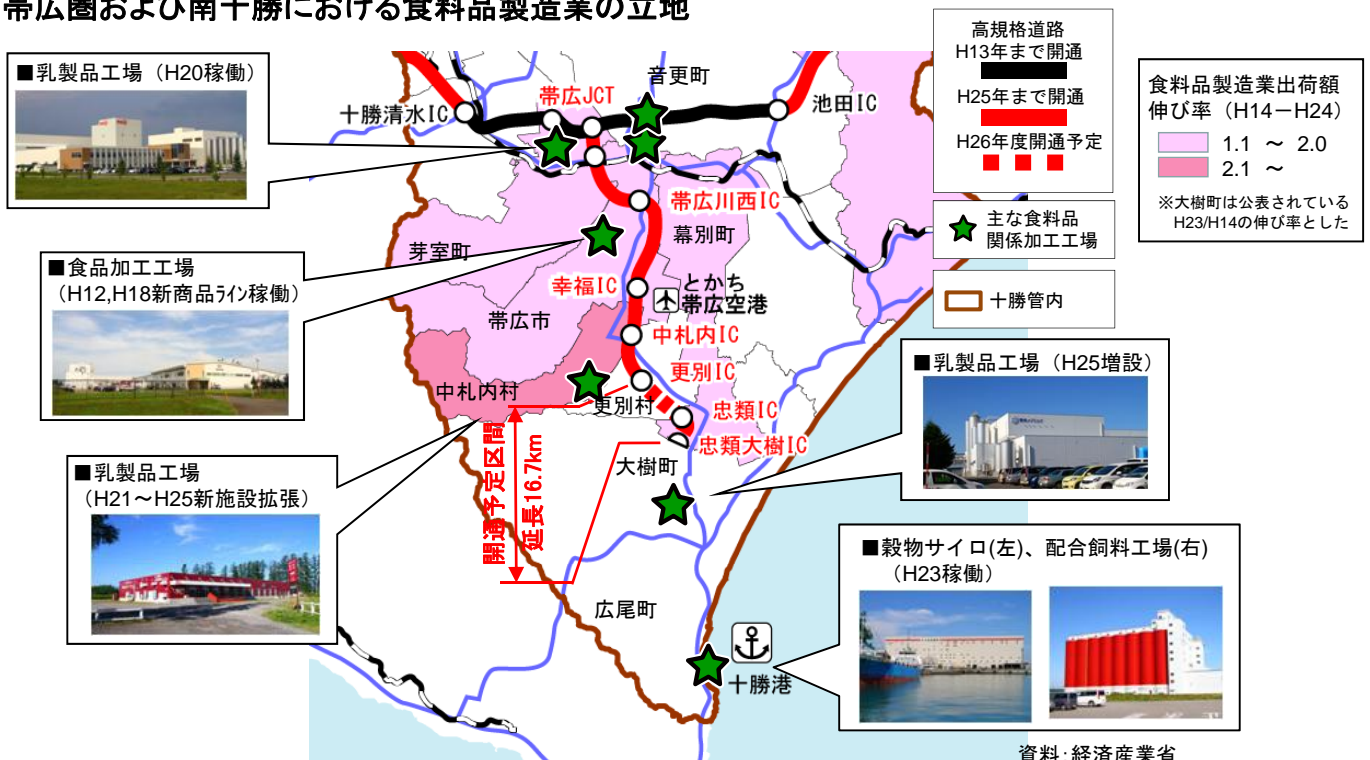 帯広圏および南十勝における食料品製造業の立地
■乳製品工場（H20稼働）
■食品加工工場
（H12,H18新商品ﾗｲﾝ稼働）
■乳製品工場
（H21～H25新施設拡張）
十勝清水IC
帯広JCT
音更町
池田IC
帯広川西IC
芽室町
幕別町
幸福IC
とかち
帯広空港
帯広市
中札内IC
更別IC
中札内村
更別村
忠類IC
忠類大樹IC
大樹町
開通予定区間
延長16.7km
広尾町
十勝港
高規格道路
H13年まで開通
H25年まで開通
H26年度開通予定
主な食料品
関係加工工場
十勝管内
食料品製造業出荷額
伸び率（H14－H24）
1.1 ～ 2.0
2.1 ～
※大樹町は公表されている
H23/H14の伸び率とした
■乳製品工場（H25増設）
■穀物サイロ(左)、配合飼料工場(右)
（H23稼働）
資料：経済産業省